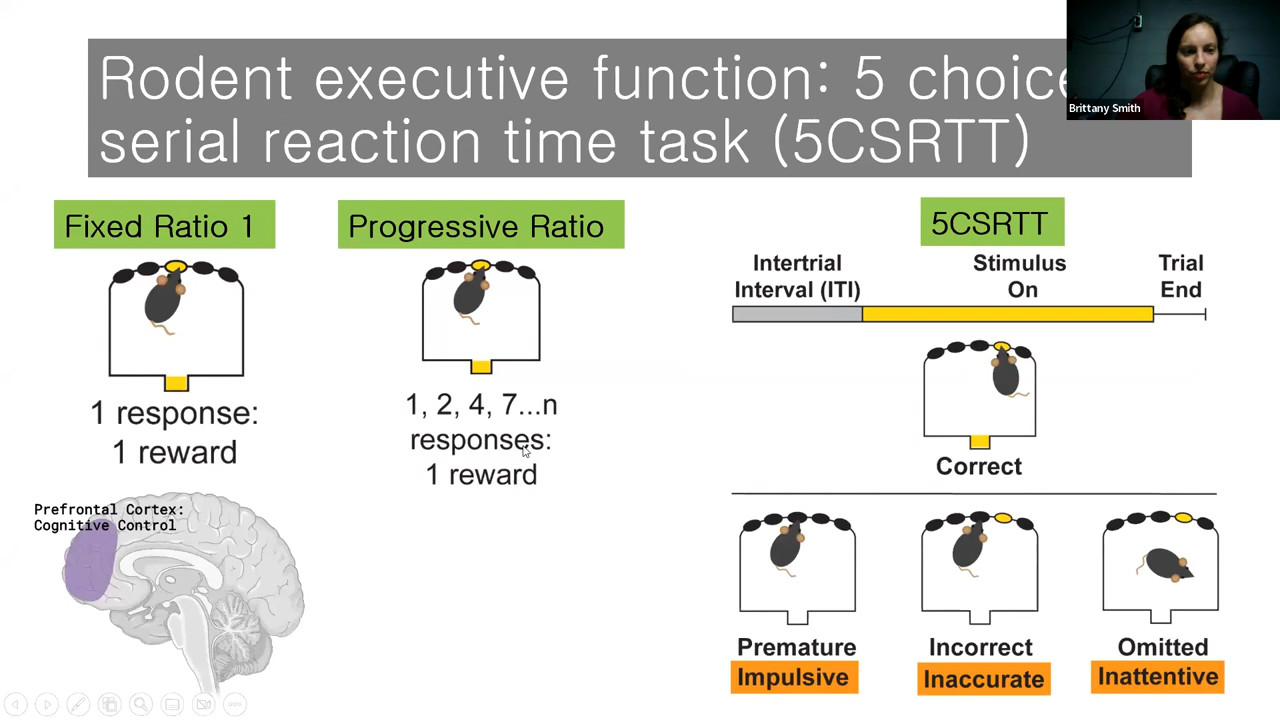 Rodent executive function: 5 choice
serial reaction time task (5CSRTT)
Brittany Smith
Fixed Ratio 1
1 response:
1 reward
Progressive Ratio
1, 2, 4, 7...n
responses:
1 reward
Prefrontal Cortex:
Cognitive Control
5CSRTT
Intertrial
Interval (ITI)
Stimulus
On
Trial
End
Correct
Premature
Impulsive
Incorrect
Inaccurate
Omitted
Inattentive